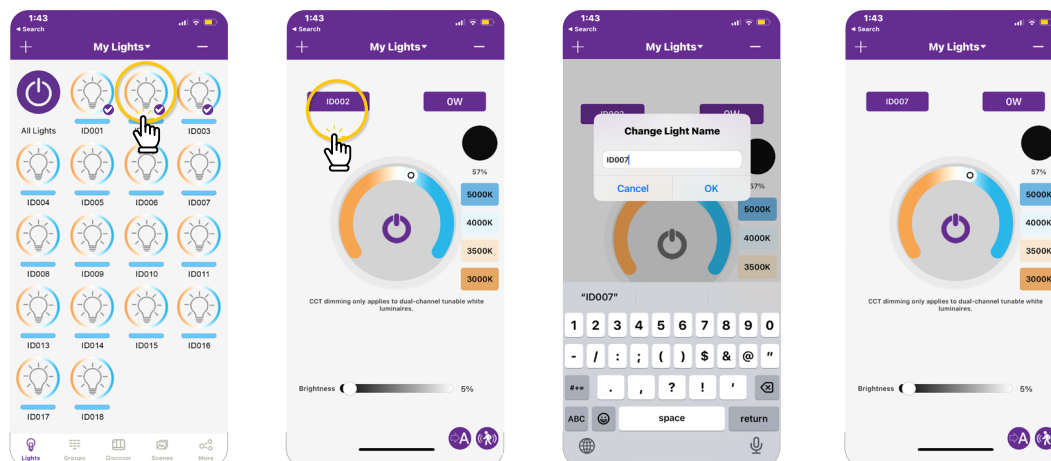 1:43
◀ Search
My Lights▾
All Lights
ID001
ID003
ID004
ID005
ID006
ID007
ID008
ID009
ID010
ID011
ID013
ID014
ID015
ID016
ID017
ID018
Lights
Groups
Discover
Scenes
More
1:43
◀ Search
My Lights▾
ID002
0W
57%
5000K
4000K
3500K
3000K
CCT dimming only applies to dual-channel tunable white
luminaires.
Brightness
5%
A
1:43
◀ Search
My Lights▾
Change Light Name
ID007
Cancel
OK
57%
5000K
4000K
3500K
“ID007”
1 2 3 4 5 6 7 8 9 0
- / : ; ( ) $ & @ "
#+= . , ? ! '
ABC space return
1:43
◀ Search
My Lights▾
ID007
0W
57%
5000K
4000K
3500K
3000K
CCT dimming only applies to dual-channel tunable white
luminaires.
Brightness
5%
A